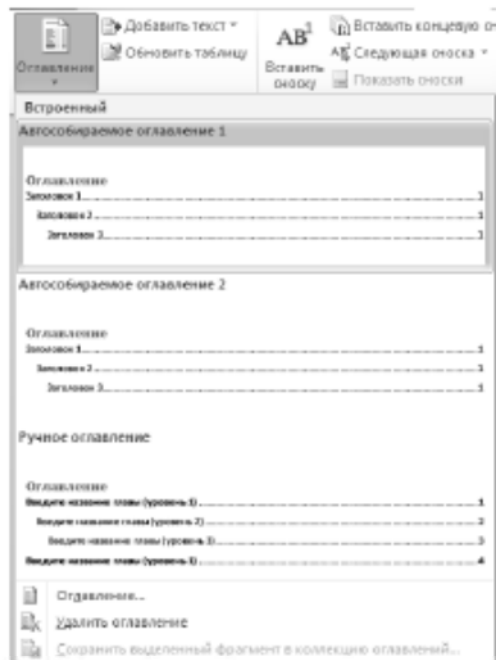 Добавить текст
Обновить таблицу
Оглавление
AB¹
Вставить сноску
Вставить концевую
Следующая сноска
Показать сноски
Встроенный
Автособираемое оглавление 1
Оглавление
Заголовок 1 1
Заголовок 2 1
Заголовок 3 1
Автособираемое оглавление 2
Оглавление
Заголовок 1 1
Заголовок 2 1
Заголовок 3 1
Ручное оглавление
Оглавление
Введите название главы (уровень 1) 1
Введите название главы (уровень 2) 2
Введите название главы (уровень 3) 3
Введите название главы (уровень 1) 4
Оглавление...
Удалить оглавление
Сохранить выделенный фрагмент в коллекцию оглавлений...